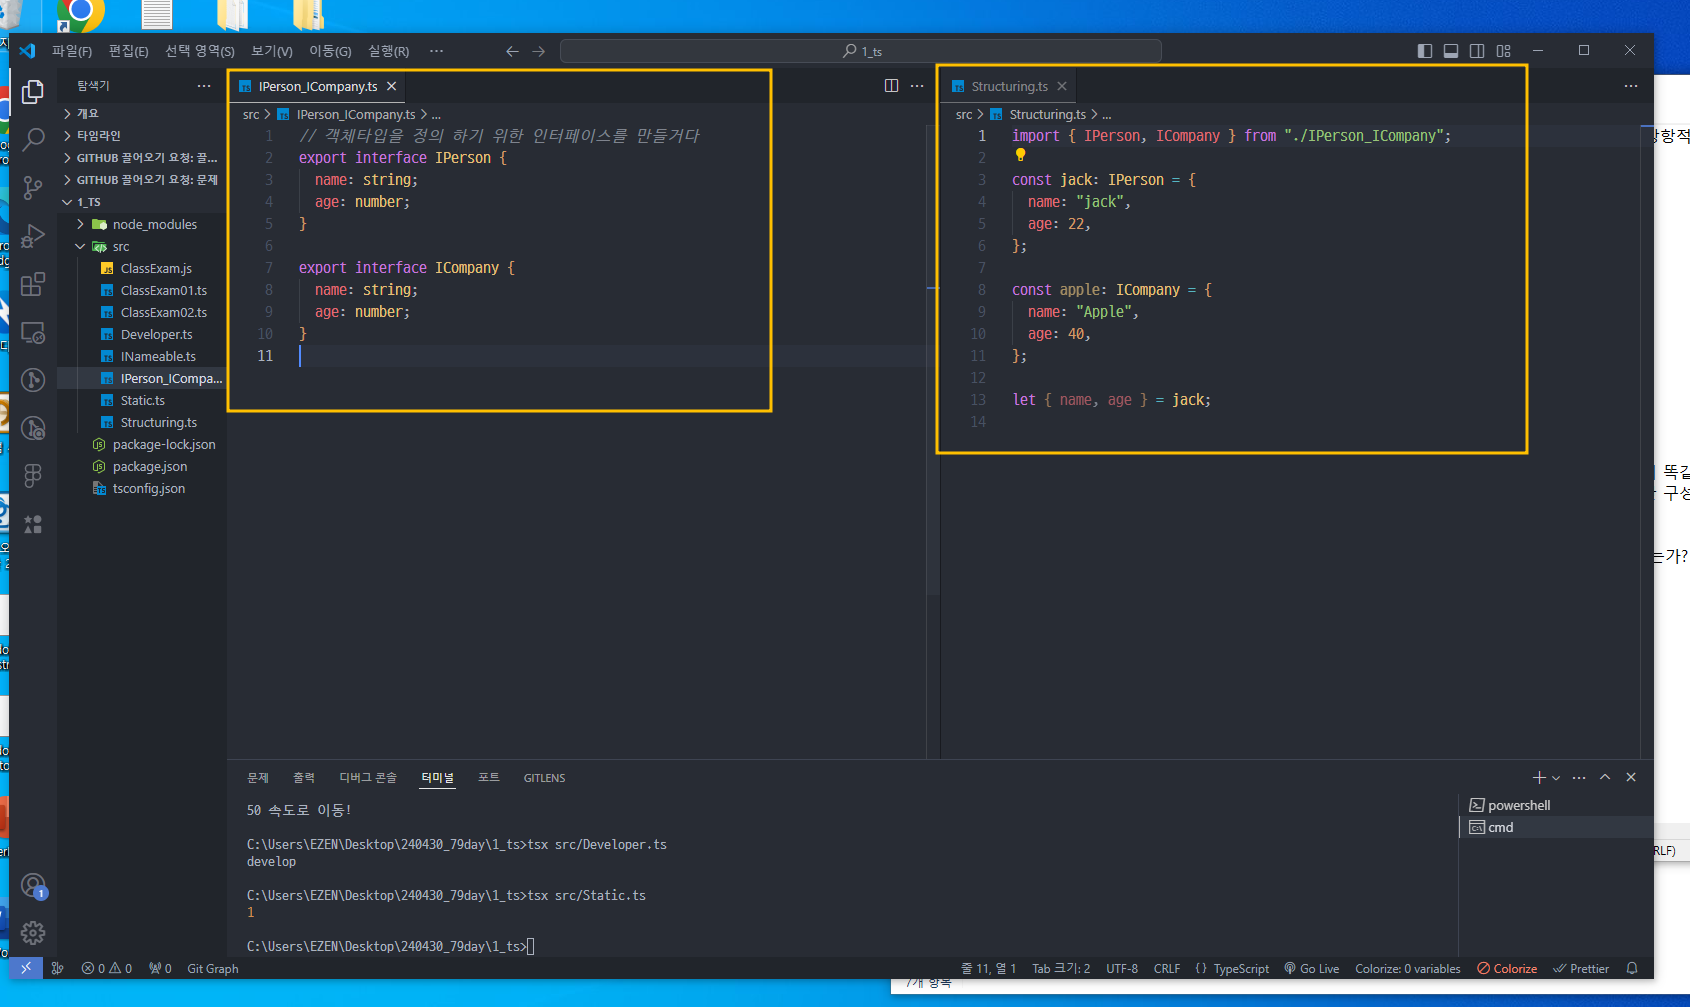 파일(F) 편집(E) 선택 영역(S) 보기(V) 이동(G) 실행(R) ··· 1_ts
탐색기 ···
개요
타임라인
GITHUB 끌어오기 요청: 끌...
GITHUB 끌어오기 요청: 문제
1_TS
node_modules
src
ClassExam.js
ClassExam01.ts
ClassExam02.ts
Developer.ts
INameable.ts
IPerson_ICompa...
Static.ts
Structuring.ts
package-lock.json
package.json
tsconfig.json
IPerson_ICompany.ts
src > IPerson_ICompany.ts > ...
1 // 객체타입을 정의 하기 위한 인터페이스를 만들거다
2 export interface IPerson {
3 name: string;
4 age: number;
5 }
6
7 export interface ICompany {
8 name: string;
9 age: number;
10 }
11
Structuring.ts
src > Structuring.ts > ...
1 import { IPerson, ICompany } from "./IPerson_ICompany";
2
3 const jack: IPerson = {
4 name: "jack",
5 age: 22,
6 };
7
8 const apple: ICompany = {
9 name: "Apple",
10 age: 40,
11 };
12
13 let { name, age } = jack;
14
문제 출력 디버그 콘솔 터미널 포트 GITLENS
50 속도로 이동!
C:\Users\EZEN\Desktop\240430_79day\1_ts>tsx src/Developer.ts
develop
C:\Users\EZEN\Desktop\240430_79day\1_ts>tsx src/Static.ts
1
C:\Users\EZEN\Desktop\240430_79day\1_ts>
powershell
cmd
1
0 0 0 Git Graph
줄 11, 열 1 Tab 크기: 2 UTF-8 CRLF {} TypeScript Go Live Colorize: 0 variables Colorize Prettier
똑같
구성
는가?
RLF)
7개 항목